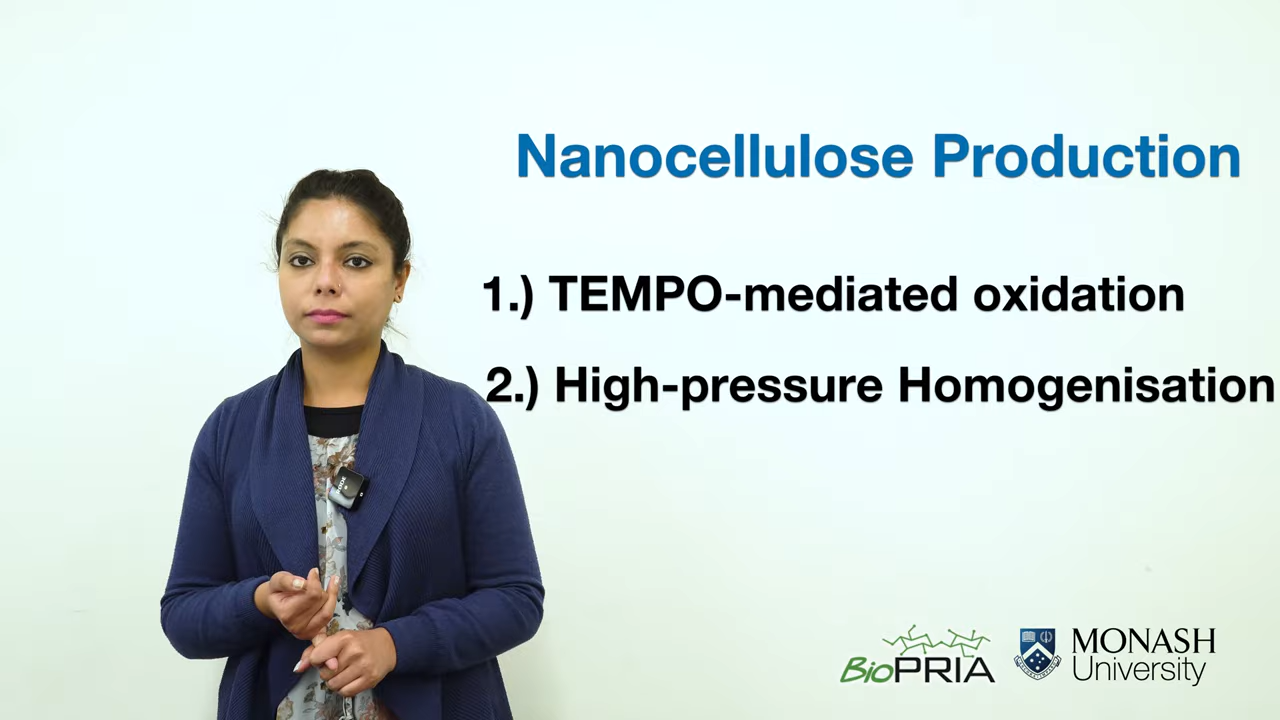 Nanocellulose Production
1.) TEMPO-mediated oxidation
2.) High-pressure Homogenisation
BioPRIA
MONASH
University